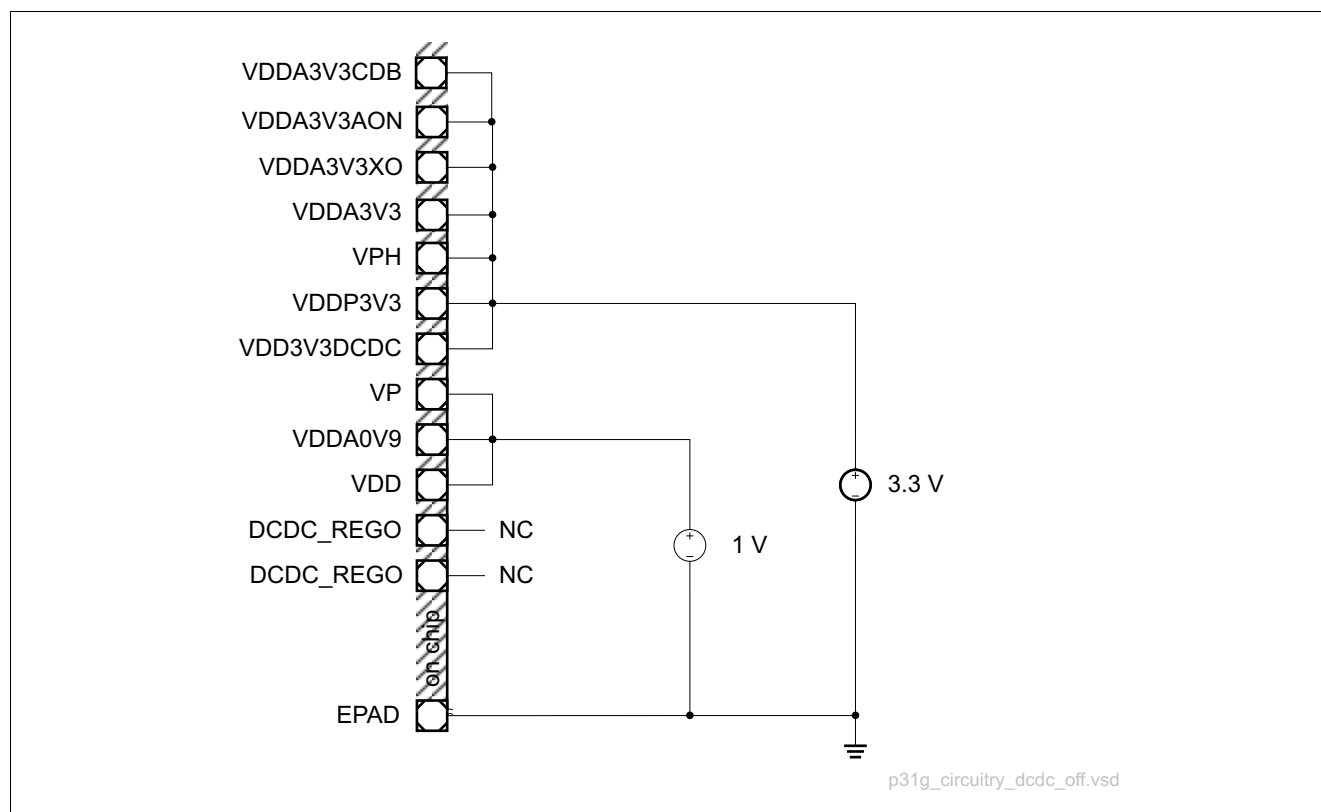 VDDA3V3CDB
VDDA3V3AON
VDDA3V3XO
VDDA3V3
VPH
VDDP3V3
VDD3V3DCDC
VP
VDDA0V9
VDD
DCDC_REGO NC
DCDC_REGO NC
on chip
EPAD
+
−
1 V
+
−
3.3 V
p31g_circuitry_dcdc_off.vsd